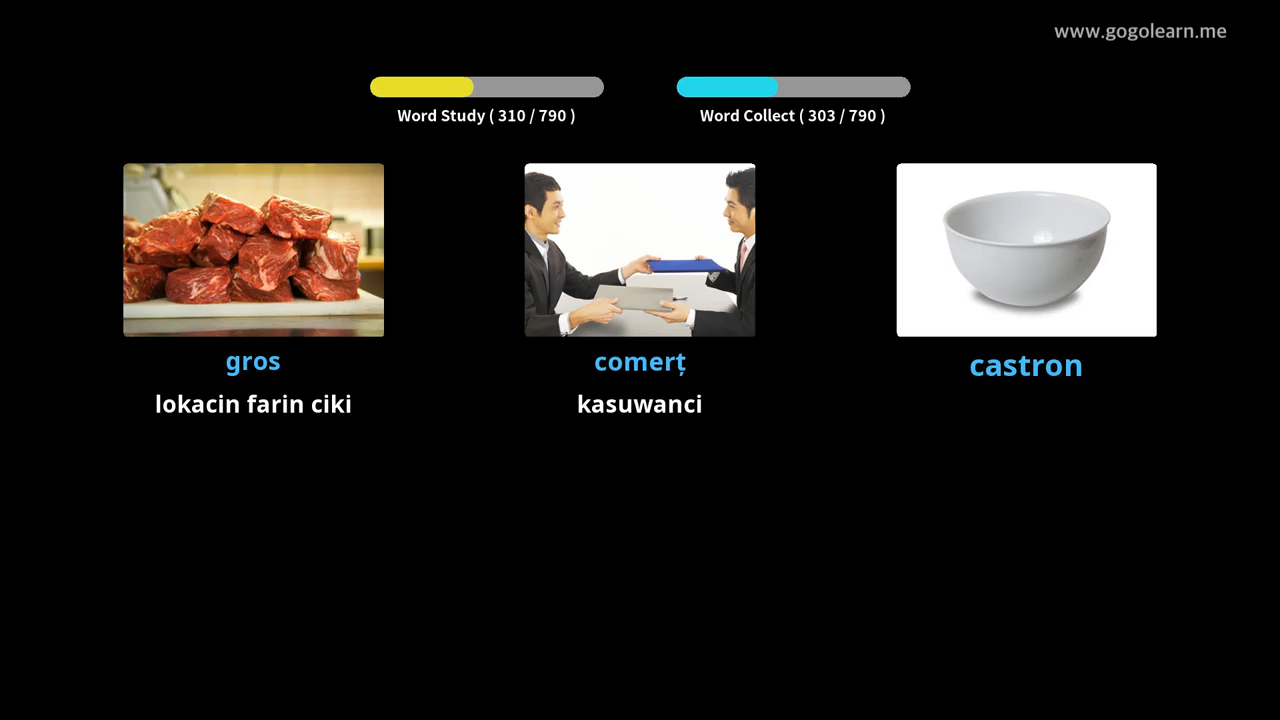 www.gogolearn.me
Word Study ( 310 / 790 )
Word Collect ( 303 / 790 )
gros
lokacin farin ciki
comerț
kasuwanci
castron